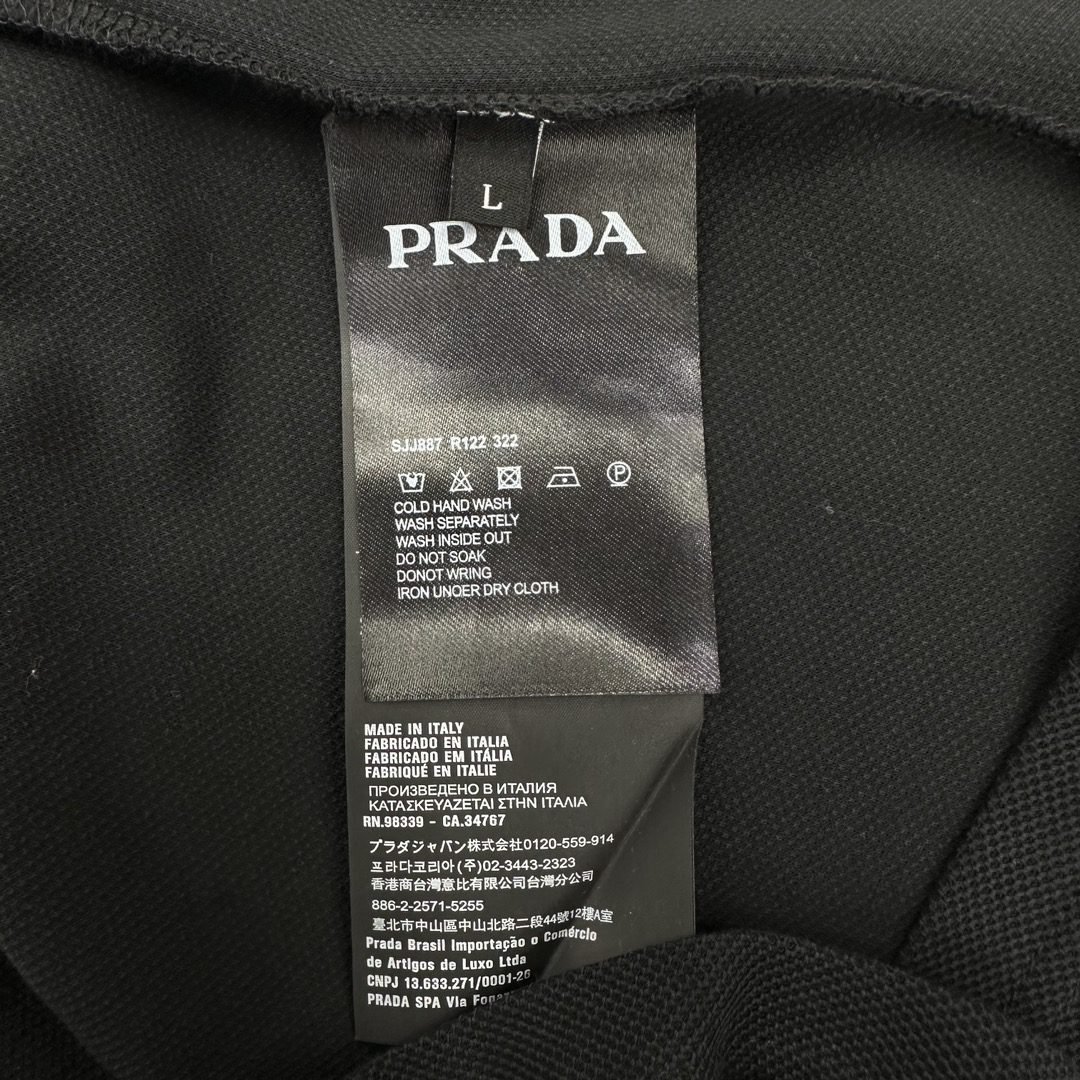 L
PRADA
SJJ887 R122 322
COLD HAND WASH
WASH SEPARATELY
WASH INSIDE OUT
DO NOT SOAK
DONOT WRING
IRON UNOER DRY CLOTH
MADE IN ITALY
FABRICADO EN ITALIA
FABRICADO EM ITÁLIA
FABRIQUÉ EN ITALIE
ПРОИЗВЕДЕНО В ИТАЛИЯ
ΚΑΤΑΣΚΕΥΑΖΕΤΑΙ ΣΤΗΝ ΙΤΑΛΙΑ
RN.98339 - CA.34767
プラダジャパン株式会社0120-559-914
프라다코리아(주)02-3443-2323
香港商台灣意比有限公司台灣分公司
886-2-2571-5255
臺北市中山區中山北路二段44號12樓A室
Prada Brasil Importação o Comércio
de Artigos de Luxo Ltda
CNPJ 13.633.271/0001-26
PRADA SPA Via